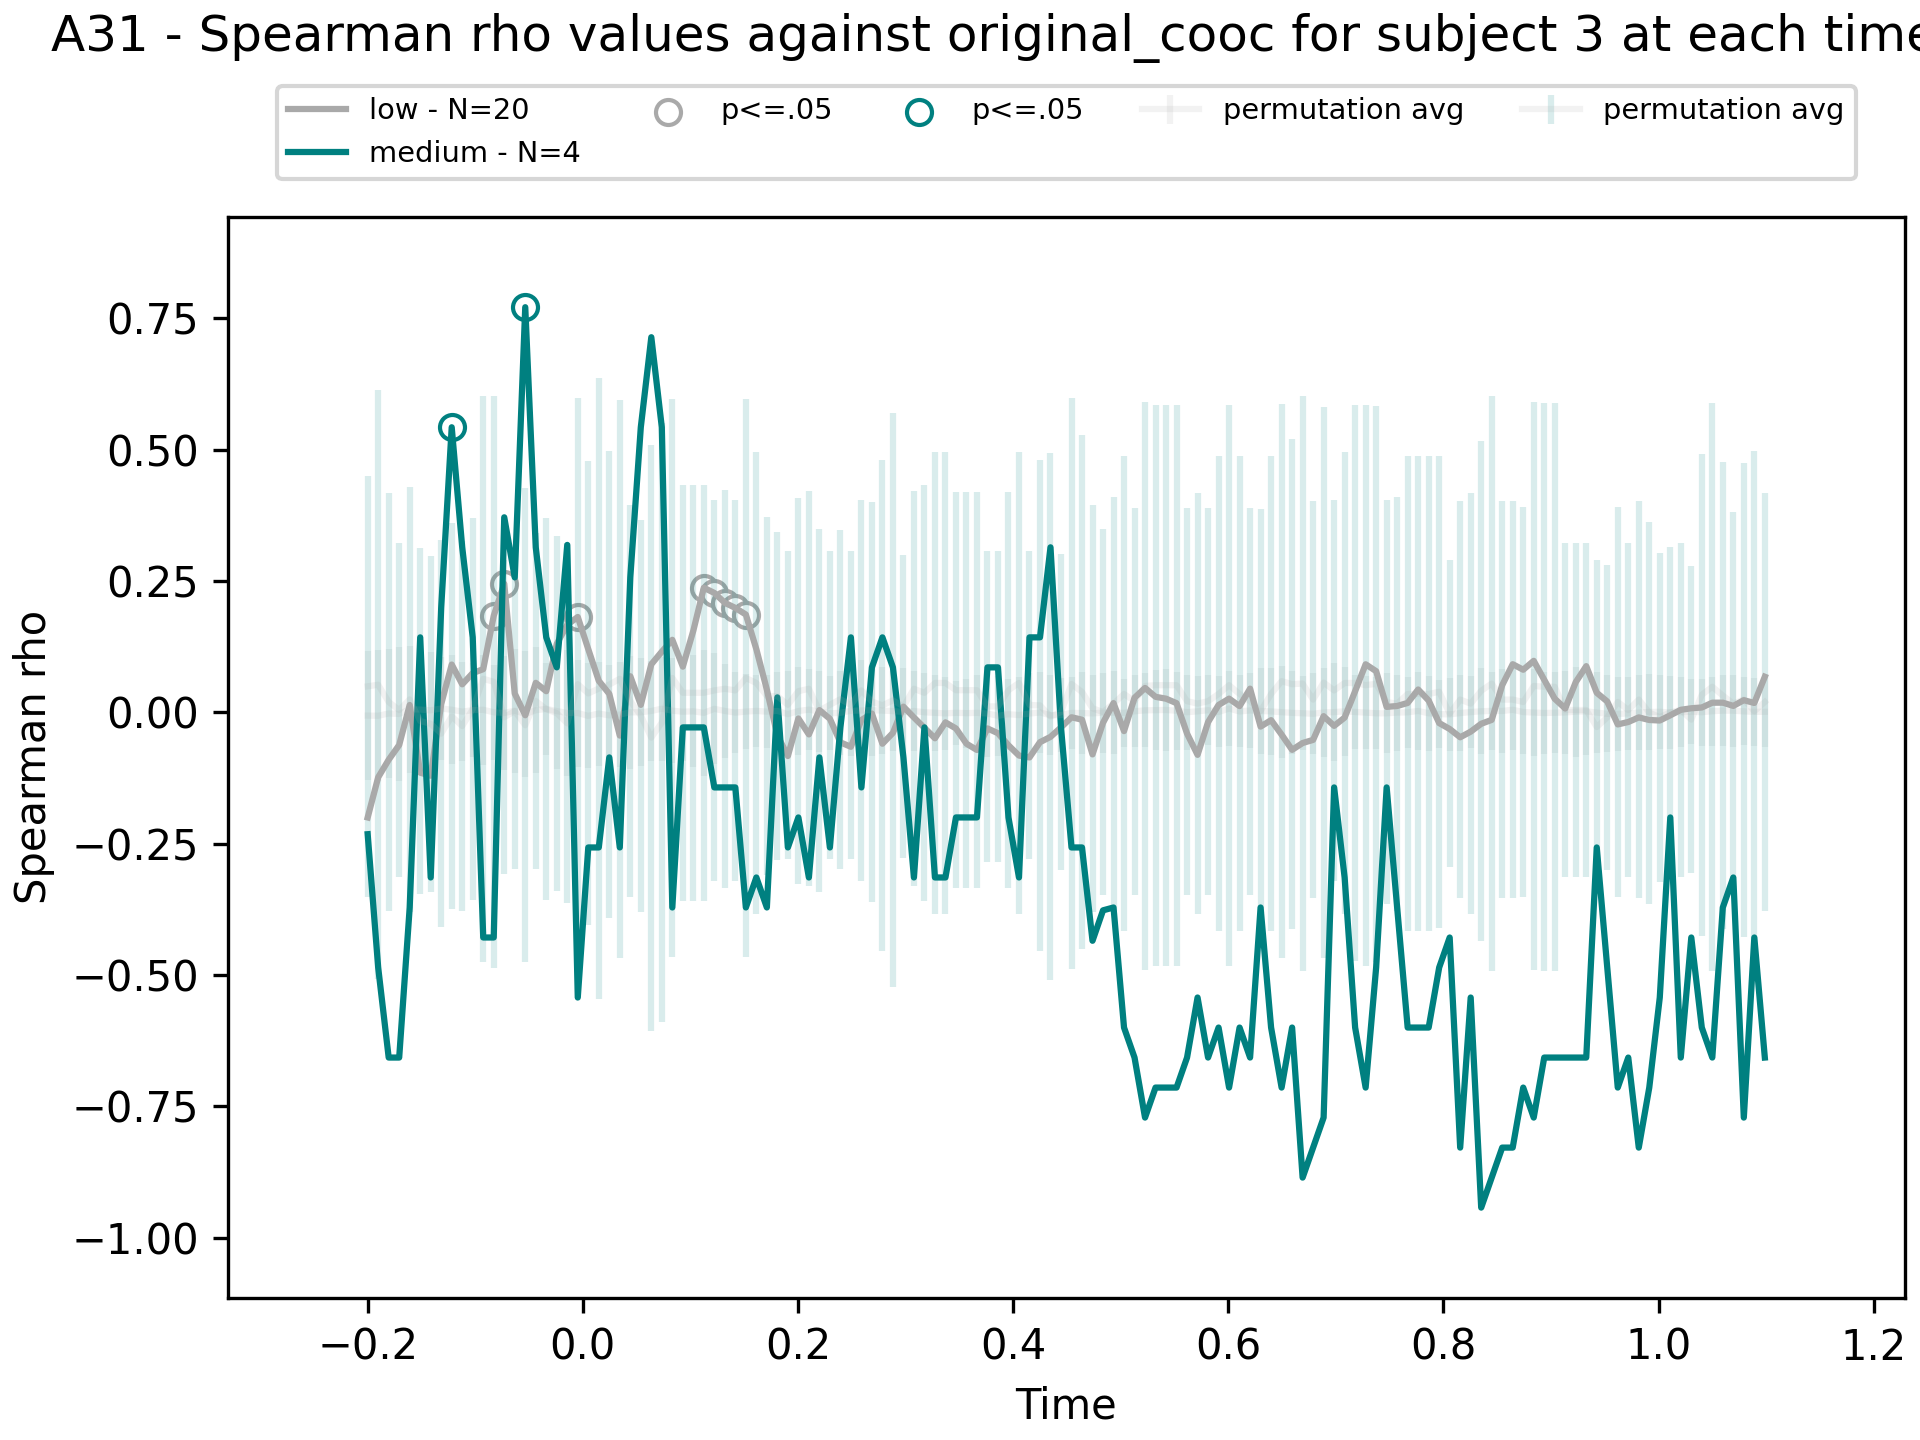 A31 - Spearman rho values against original_cooc for subject 3 at each time
low - N=20
medium - N=4
p<=.05
p<=.05
permutation avg
permutation avg
0.75
0.50
0.25
0.00
−0.25
−0.50
−0.75
−1.00
Spearman rho
−0.2 0.0 0.2 0.4 0.6 0.8 1.0 1.2
Time